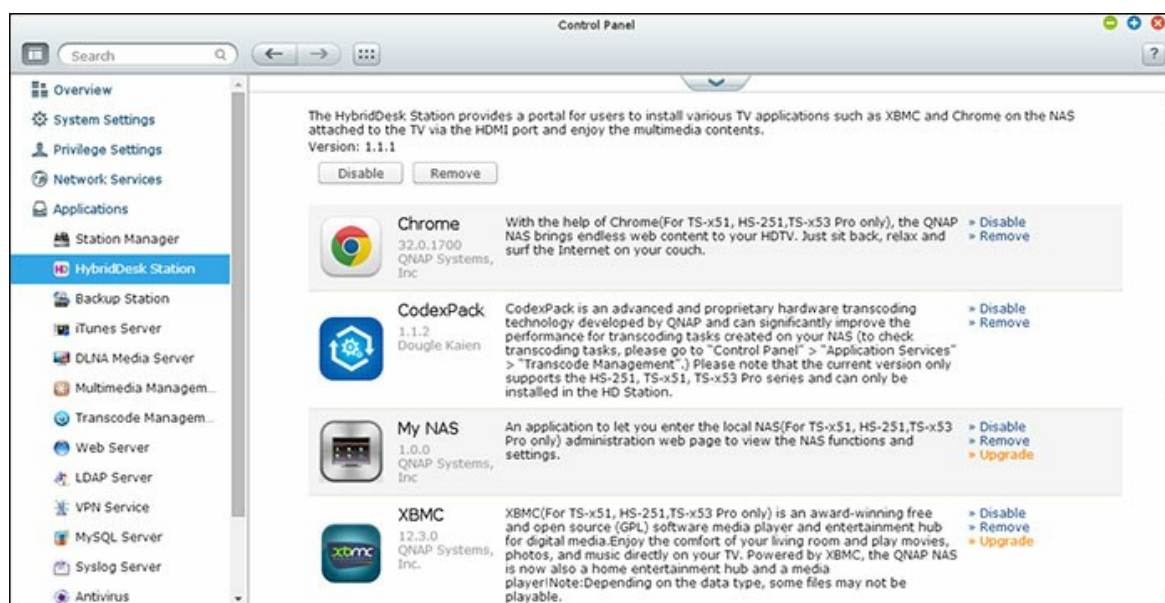 Control Panel
Search
?
Overview
System Settings
Privilege Settings
Network Services
Applications
Station Manager
HD HybridDesk Station
Backup Station
iTunes Server
DLNA Media Server
Multimedia Managem...
Transcode Managem...
Web Server
LDAP Server
VPN Service
MySQL Server
Syslog Server
Antivirus
The HybridDesk Station provides a portal for users to install various TV applications such as XBMC and Chrome on the NAS
attached to the TV via the HDMI port and enjoy the multimedia contents.
Version: 1.1.1
Disable Remove
Chrome
32.0.1700
QNAP Systems,
Inc
With the help of Chrome(For TS-x51, HS-251,TS-x53 Pro only), the QNAP
NAS brings endless web content to your HDTV. Just sit back, relax and
surf the Internet on your couch.
» Disable
» Remove
CodexPack
1.1.2
Dougle Kaien
CodexPack is an advanced and proprietary hardware transcoding
technology developed by QNAP and can significantly improve the
performance for transcoding tasks created on your NAS (to check
transcoding tasks, please go to "Control Panel" > "Application Services"
> "Transcode Management".) Please note that the current version only
supports the HS-251, TS-x51, TS-x53 Pro series and can only be
installed in the HD Station.
» Disable
» Remove
My NAS
1.0.0
QNAP Systems,
Inc
An application to let you enter the local NAS(For TS-x51, HS-251,TS-x53
Pro only) administration web page to view the NAS functions and
settings.
» Disable
» Remove
» Upgrade
xbmc
XBMC
12.3.0
QNAP Systems,
Inc.
XBMC(For TS-x51, HS-251,TS-x53 Pro only) is an award-winning free
and open source (GPL) software media player and entertainment hub
for digital media.Enjoy the comfort of your living room and play movies,
photos, and music directly on your TV. Powered by XBMC, the QNAP NAS
is now also a home entertainment hub and a media
player!Note:Depending on the data type, some files may not be
playable.
» Disable
» Remove
» Upgrade